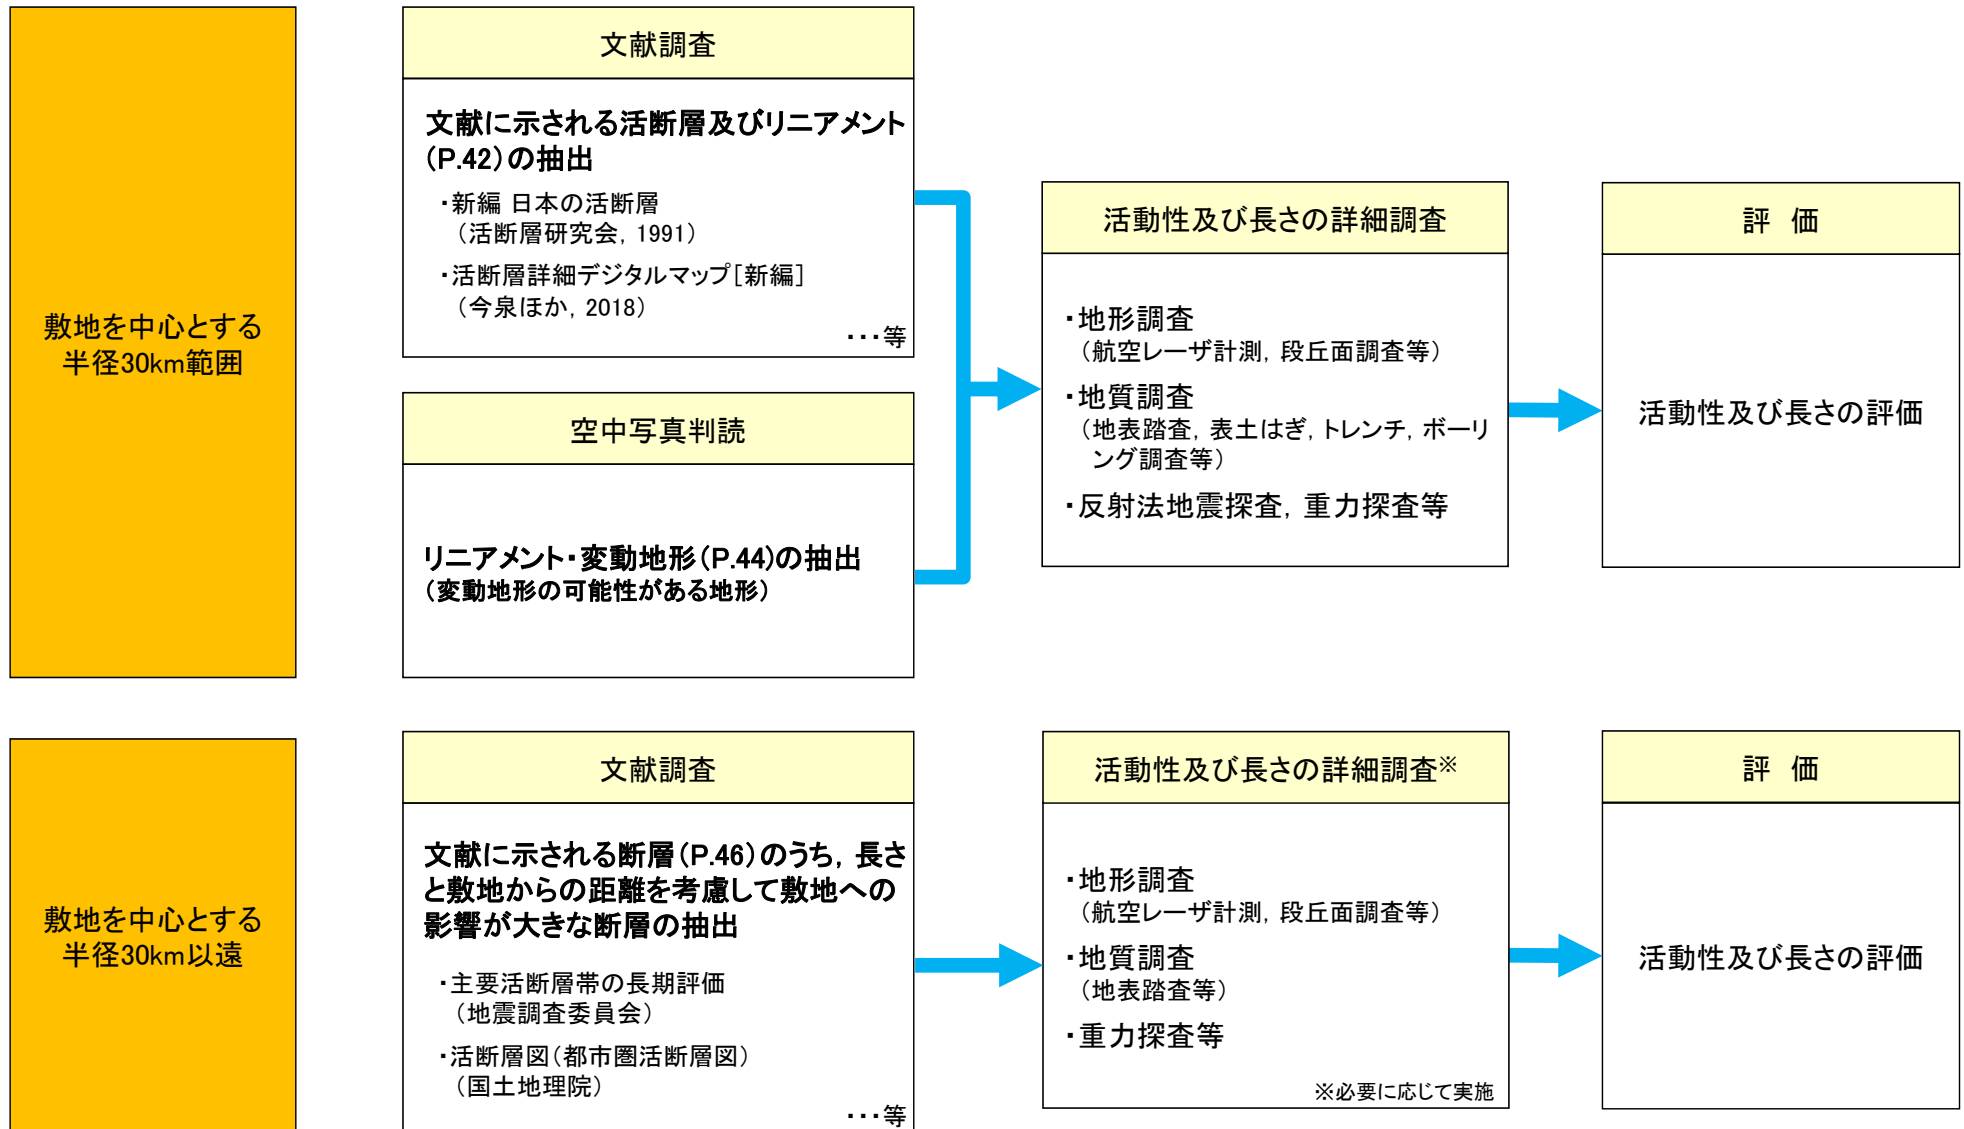 敷地を中心とする
半径30km範囲
文献調査
文献に示される活断層及びリニアメント
(P.42)の抽出
・新編 日本の活断層
(活断層研究会, 1991)
・活断層詳細デジタルマップ[新編]
(今泉ほか, 2018)
・・・等
空中写真判読
リニアメント・変動地形(P.44)の抽出
(変動地形の可能性がある地形)
活動性及び長さの詳細調査
・地形調査
(航空レーザ計測, 段丘面調査等)
・地質調査
(地表踏査, 表土はぎ, トレンチ, ボーリ
ング調査等)
・反射法地震探査, 重力探査等
評 価
活動性及び長さの評価
敷地を中心とする
半径30km以遠
文献調査
文献に示される断層(P.46)のうち, 長さ
と敷地からの距離を考慮して敷地への
影響が大きな断層の抽出
・主要活断層帯の長期評価
(地震調査委員会)
・活断層図(都市圏活断層図)
(国土地理院)
・・・等
活動性及び長さの詳細調査※
・地形調査
(航空レーザ計測, 段丘面調査等)
・地質調査
(地表踏査等)
・重力探査等
※必要に応じて実施
評 価
活動性及び長さの評価